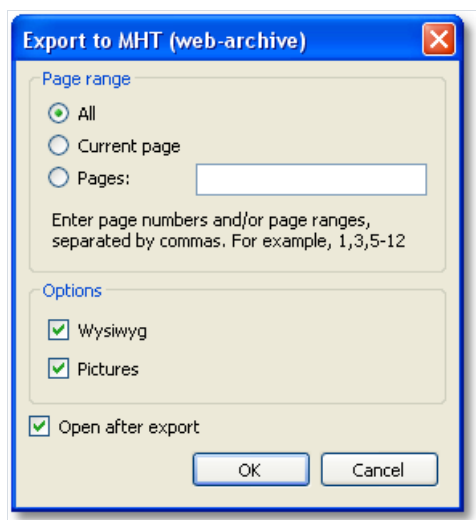 Export to MHT (web-archive)
Page range
All
Current page
Pages:
Enter page numbers and/or page ranges,
separated by commas. For example, 1,3,5-12
Options
Wysiwyg
Pictures
Open after export
OK Cancel